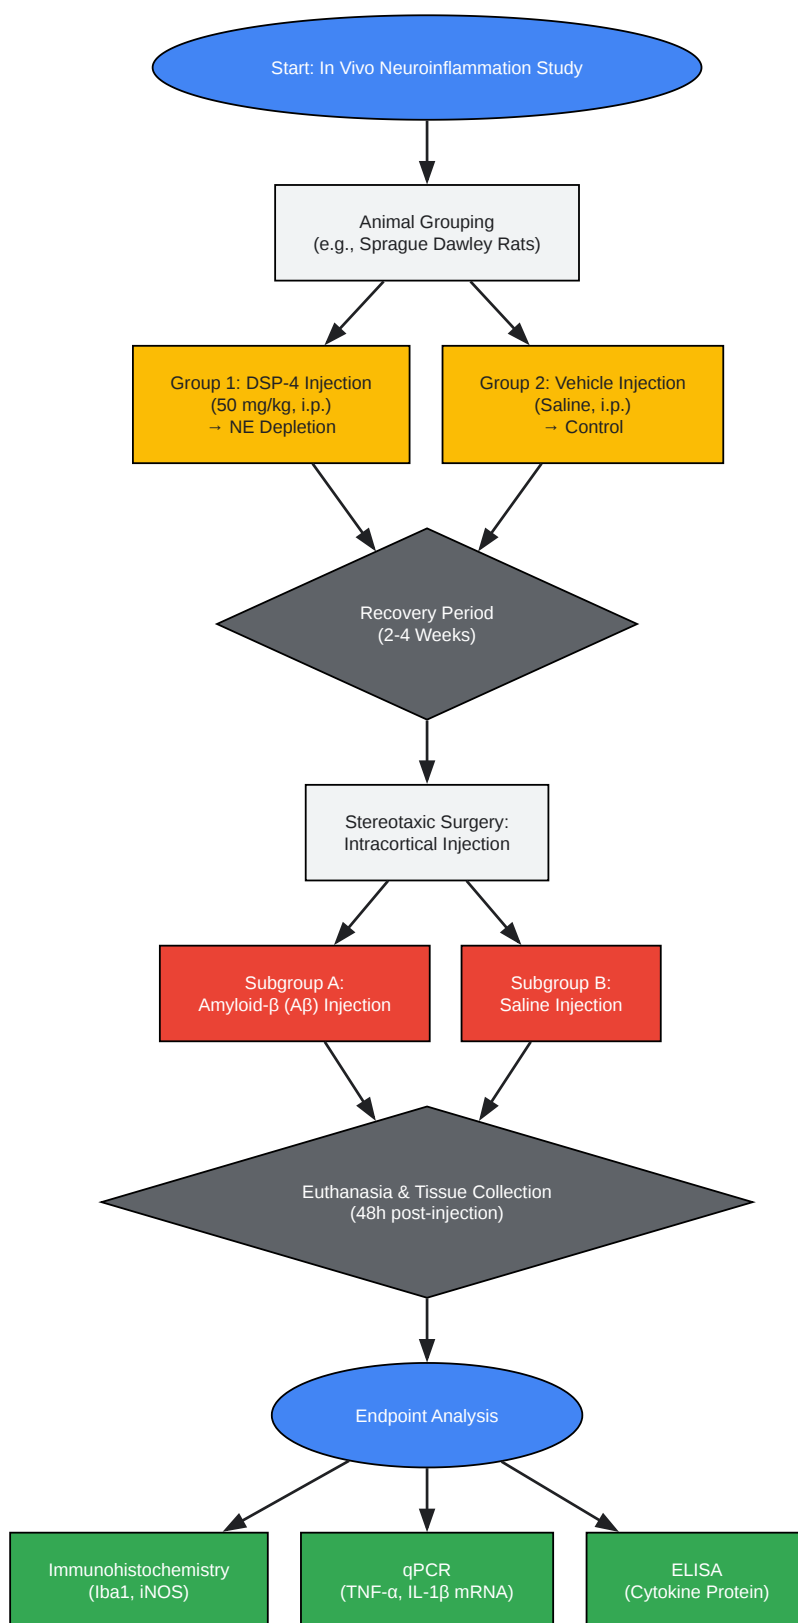 Start: In Vivo Neuroinflammation Study
Animal Grouping
(e.g., Sprague Dawley Rats)
Group 1: DSP-4 Injection
(50 mg/kg, i.p.)
→ NE Depletion
Group 2: Vehicle Injection
(Saline, i.p.)
→ Control
Recovery Period
(2-4 Weeks)
Stereotaxic Surgery:
Intracortical Injection
Subgroup A:
Amyloid-β (Aβ) Injection
Subgroup B:
Saline Injection
Euthanasia & Tissue Collection
(48h post-injection)
Endpoint Analysis
Immunohistochemistry
(Iba1, iNOS)
qPCR
(TNF-α, IL-1β mRNA)
ELISA
(Cytokine Protein)